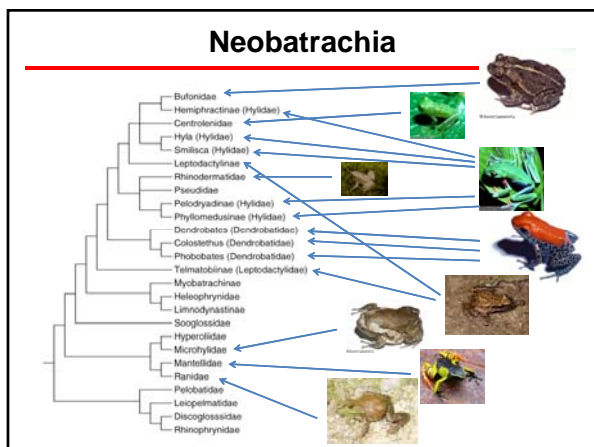 Neobatrachia
Bufonidae
Hemiphractinae (Hylidae)
Centrolenidae
Hyla (Hylidae)
Smilisca (Hylidae)
Leptodactylinae
Rhinodermatidae
Pseudidae
Pelodryadinae (Hylidae)
Phyllomedusinae (Hylidae)
Dendrobates (Dendrobatidae)
Colostethus (Dendrobatidae)
Phobobates (Dendrobatidae)
Telmatobiinae (Leptodactylidae)
Myobatrachinae
Heleophrynidae
Limnodynastinae
Sooglossidae
Hyperoliidae
Microhylidae
Mantellidae
Ranidae
Pelobatidae
Leiopelmatidae
Discoglosssidae
Rhinophrynidae